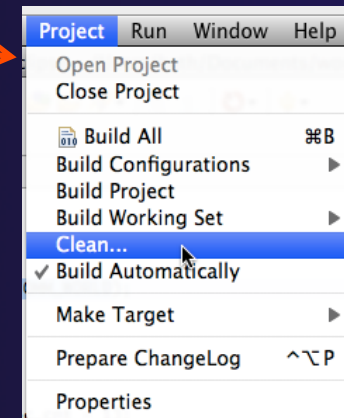 Project Run Window Help
Open Project
Close Project
Build All ⌘B
Build Configurations
Build Project
Build Working Set
Clean...
✓ Build Automatically
Make Target
Prepare ChangeLog ^⌥P
Properties